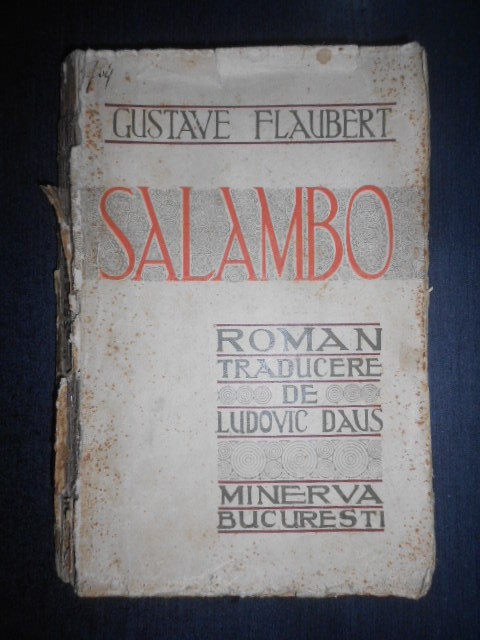 GUSTAVE FLAUBERT
SALAMBO
ROMAN
TRADUCERE
DE
LUDOVIC DAUS
MINERVA
BUCURESTI